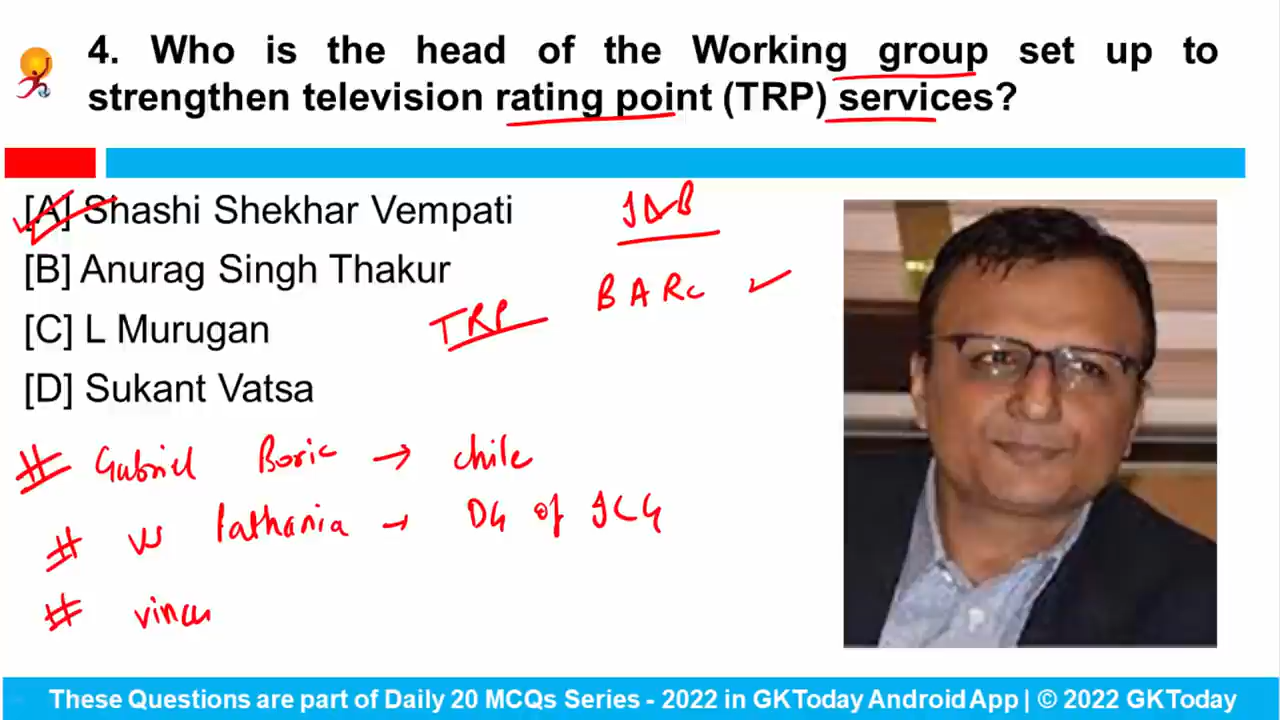 4. Who is the head of the Working group set up to
strengthen television rating point (TRP) services?
[A] Shashi Shekhar Vempati
[B] Anurag Singh Thakur
[C] L Murugan
[D] Sukant Vatsa
I&B
BARC
TRP
# Gabriel Boric → chile
# VS Pathania → DG of ICG
#
These Questions are part of Daily 20 MCQs Series - 2022 in GKToday Android App | © 2022 GKToday